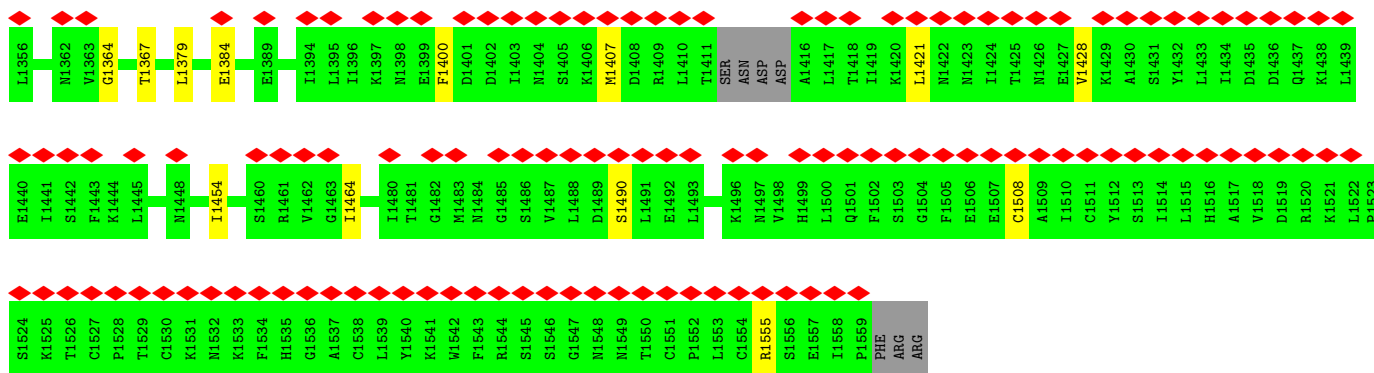 L1356 N1362 V1363 G1364 T1367 L1379 E1384 E1389 I1394 L1395 I1396 K1397 N1398 E1399 F1400 D1401 D1402 I1403 N1404 S1405 K1406 M1407 D1408 R1409 L1410 T1411 SER ASN ASP ASP A1416 L1417 T1418 I1419 K1420 L1421 N1422 N1423 I1424 T1425 N1426 E1427 V1428 K1429 A1430 S1431 Y1432 L1433 I1434 D1435 D1436 Q1437 K1438 L1439
E1440 I1441 S1442 F1443 K1444 L1445 N1448 I1454 S1460 R1461 V1462 G1463 I1464 I1480 T1481 G1482 M1483 N1484 G1485 S1486 V1487 L1488 D1489 S1490 L1491 E1492 L1493 K1496 N1497 V1498 H1499 L1500 Q1501 F1502 S1503 G1504 F1505 E1506 E1507 C1508 A1509 I1510 C1511 Y1512 S1513 I1514 L1515 H1516 A1517 V1518 D1519 R1520 K1521 L1522 P1523
S1524 K1525 T1526 C1527 P1528 T1529 C1530 K1531 N1532 K1533 F1534 H1535 G1536 A1537 C1538 L1539 Y1540 K1541 W1542 F1543 R1544 S1545 S1546 G1547 N1548 N1549 T1550 C1551 P1552 L1553 C1554 R1555 S1556 E1557 I1558 P1559 PHE ARG ARG